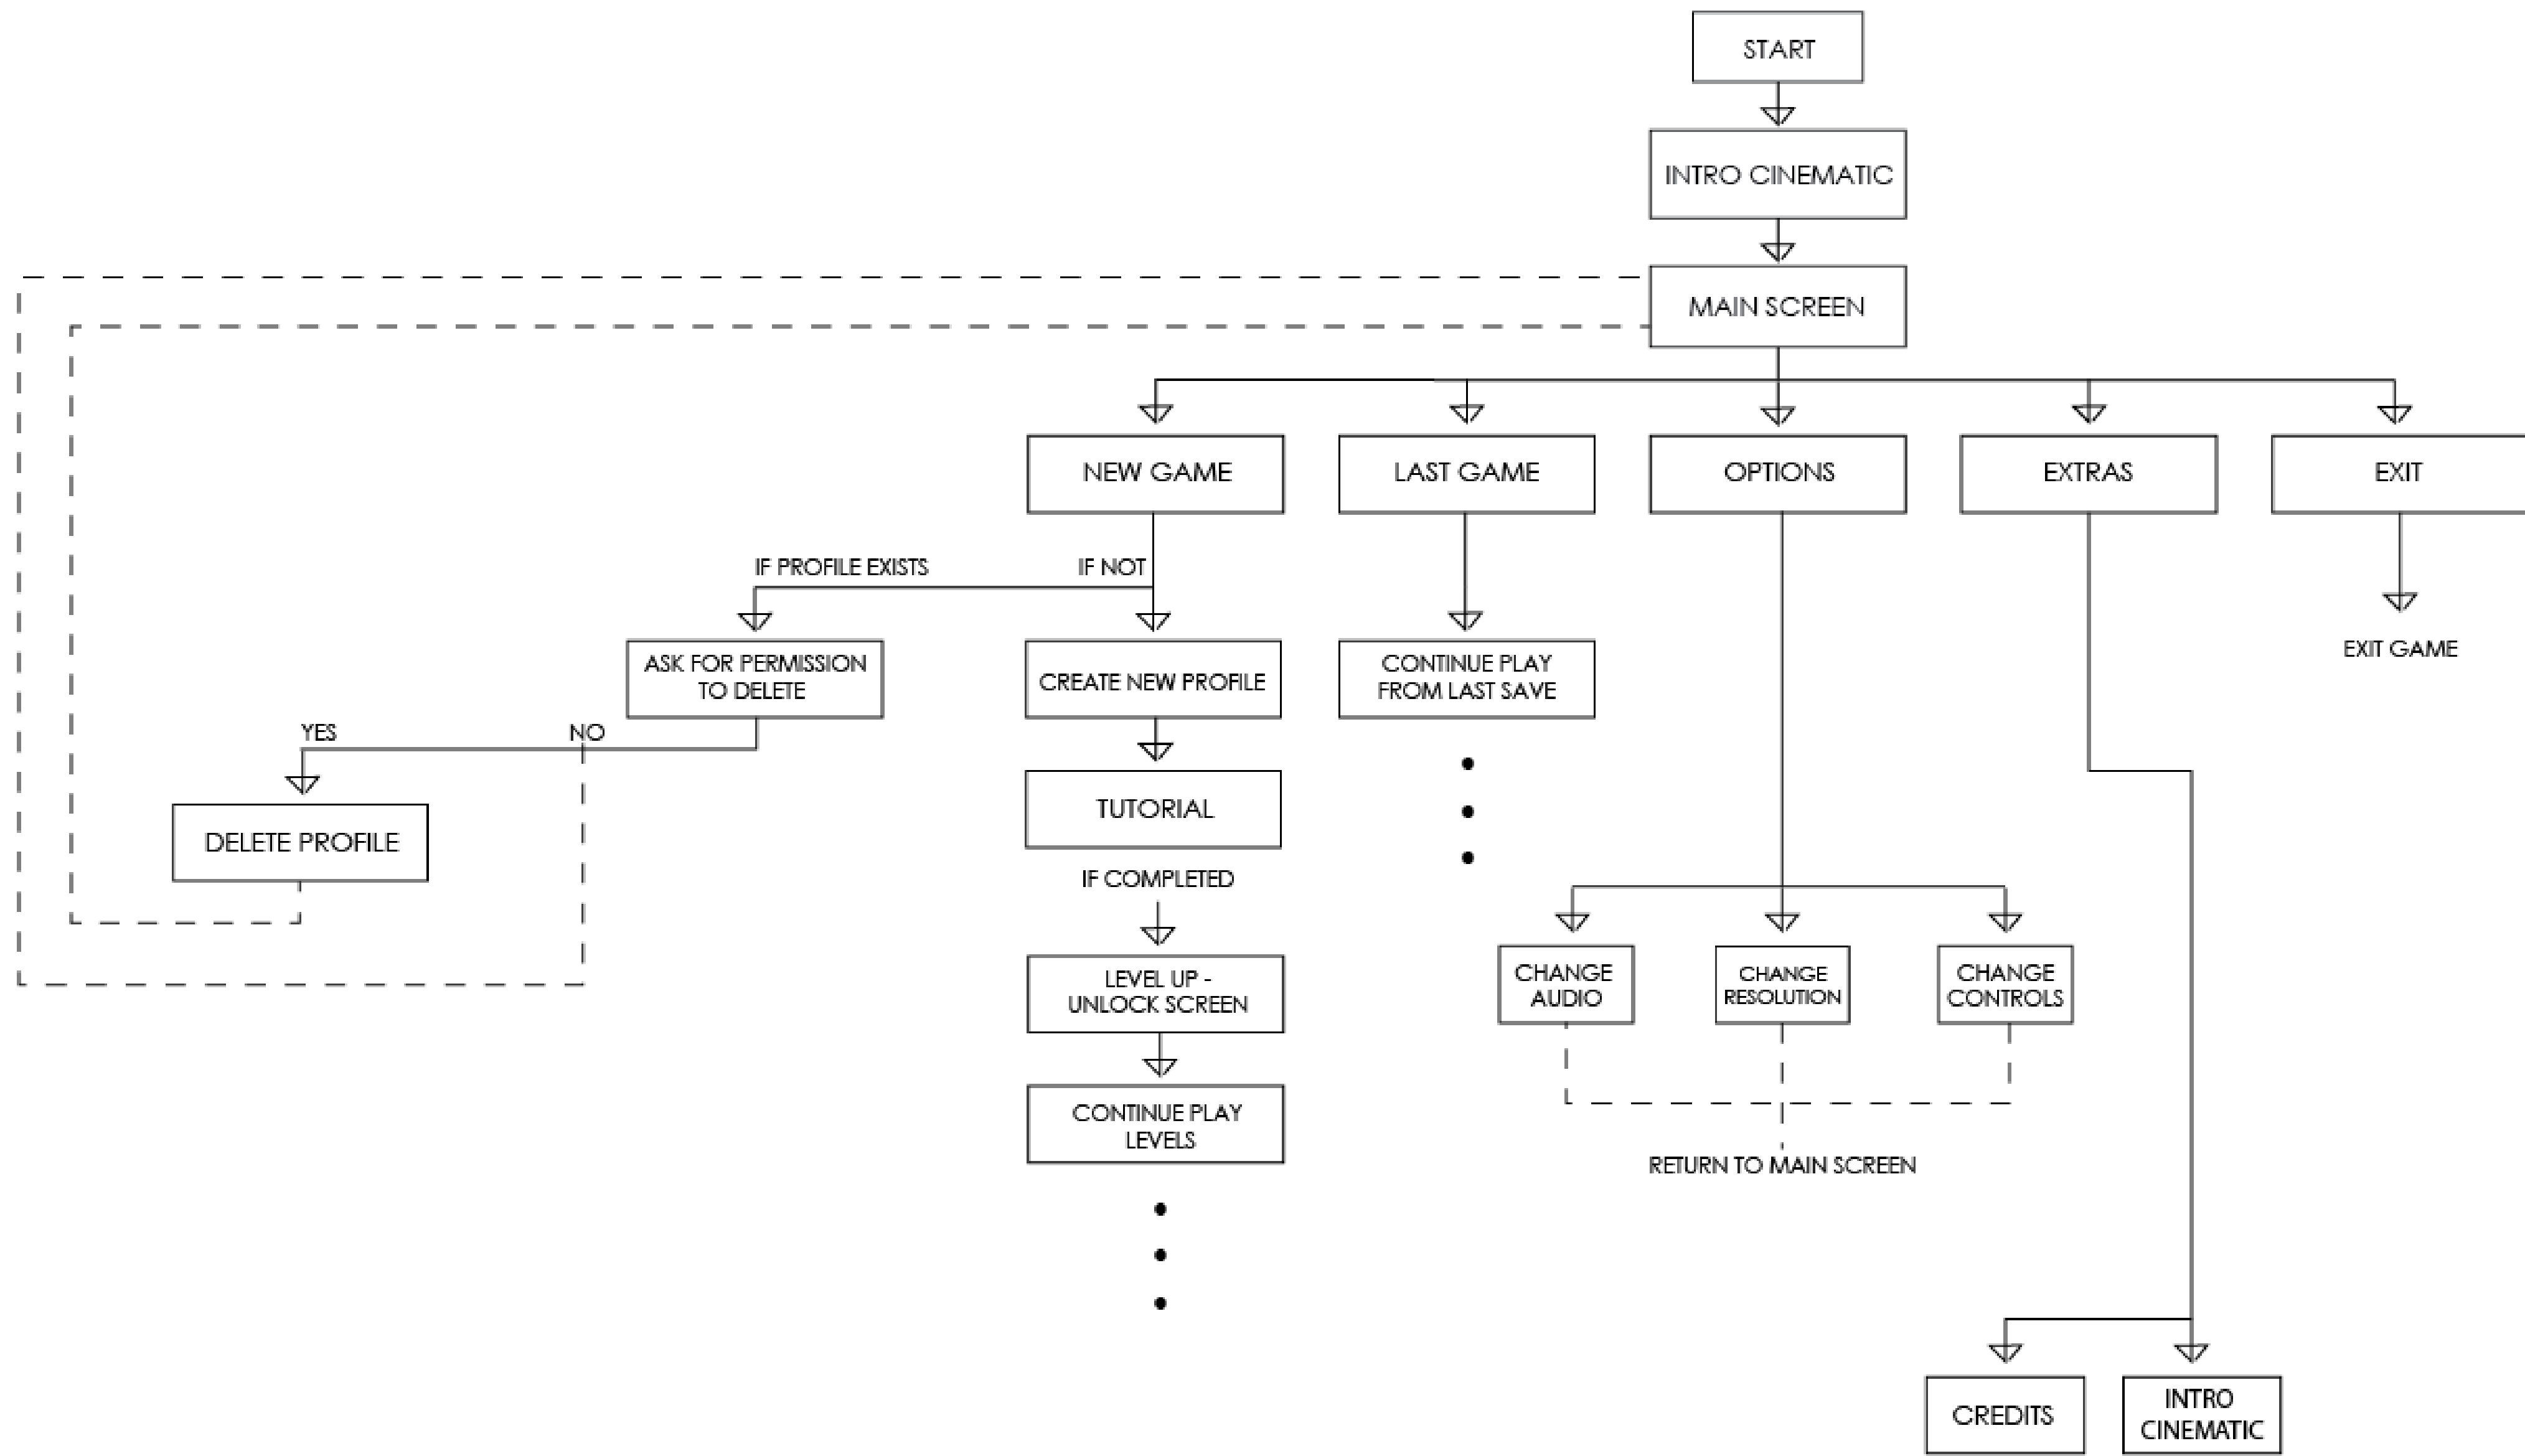 START
INTRO CINEMATIC
MAIN SCREEN
NEW GAME
LAST GAME
OPTIONS
EXTRAS
EXIT
IF PROFILE EXISTS
IF NOT
ASK FOR PERMISSION
TO DELETE
CREATE NEW PROFILE
CONTINUE PLAY
FROM LAST SAVE
EXIT GAME
YES
NO
DELETE PROFILE
TUTORIAL
IF COMPLETED
LEVEL UP -
UNLOCK SCREEN
CHANGE
AUDIO
CHANGE
RESOLUTION
CHANGE
CONTROLS
CONTINUE PLAY
LEVELS
RETURN TO MAIN SCREEN
CREDITS
INTRO
CINEMATIC